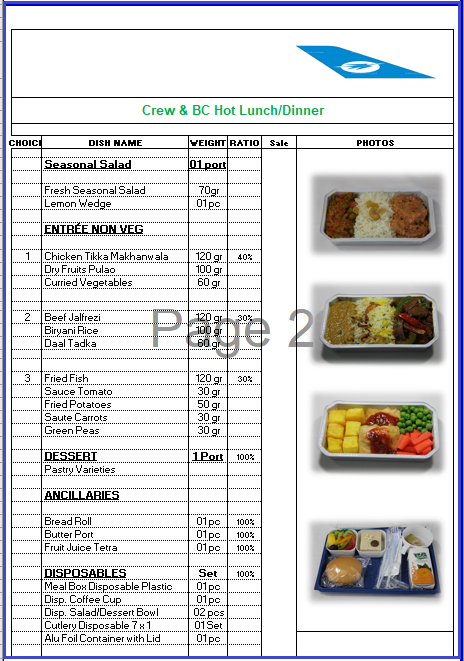 Crew & BC Hot Lunch/Dinner
CHOICI DISH NAME WEIGHT RATIO Sale PHOTOS
Seasonal Salad 01 port
Fresh Seasonal Salad 70gr
Lemon Wedge 01pc
ENTRÉE NON VEG
1 Chicken Tikka Makhanwala 120 gr 40%
Dry Fruits Pulao 100 gr
Curried Vegetables 60 gr
2 Beef Jalfrezi 120 gr 30%
Biryani Rice 100 gr
Daal Tadka 60 gr
Page 2
3 Fried Fish 120 gr 30%
Sauce Tomato 30 gr
Fried Potatoes 50 gr
Saute Carrots 30 gr
Green Peas 30 gr
DESSERT 1 Port 100%
Pastry Varieties
ANCILLARIES
Bread Roll 01pc 100%
Butter Port 01pc 100%
Fruit Juice Tetra 01pc 100%
DISPOSABLES Set 100%
Meal Box Disposable Plastic 01pc
Disp. Coffee Cup 01pc
Disp. Salad/Dessert Bowl 02 pcs
Cutlery Disposable 7 x 1 01Set
Alu Foil Container with Lid 01pc